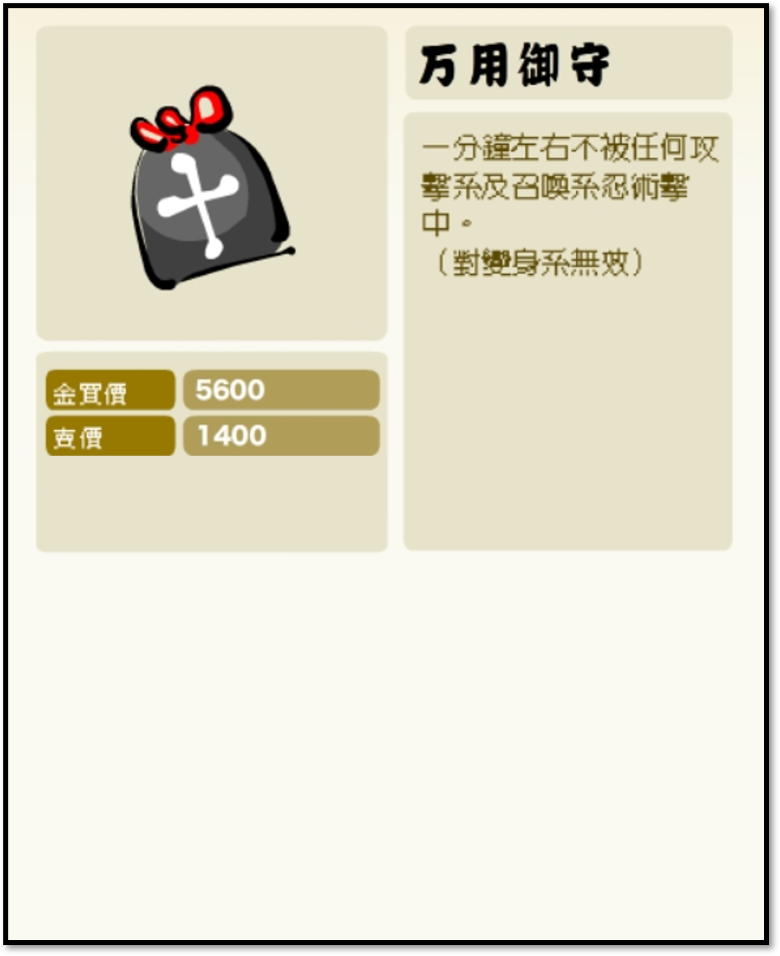 万用御守
一分鐘左右不被任何攻
擊系及召喚系忍術擊
中。
（對變身系無效）
金買價 5600
賣價 1400